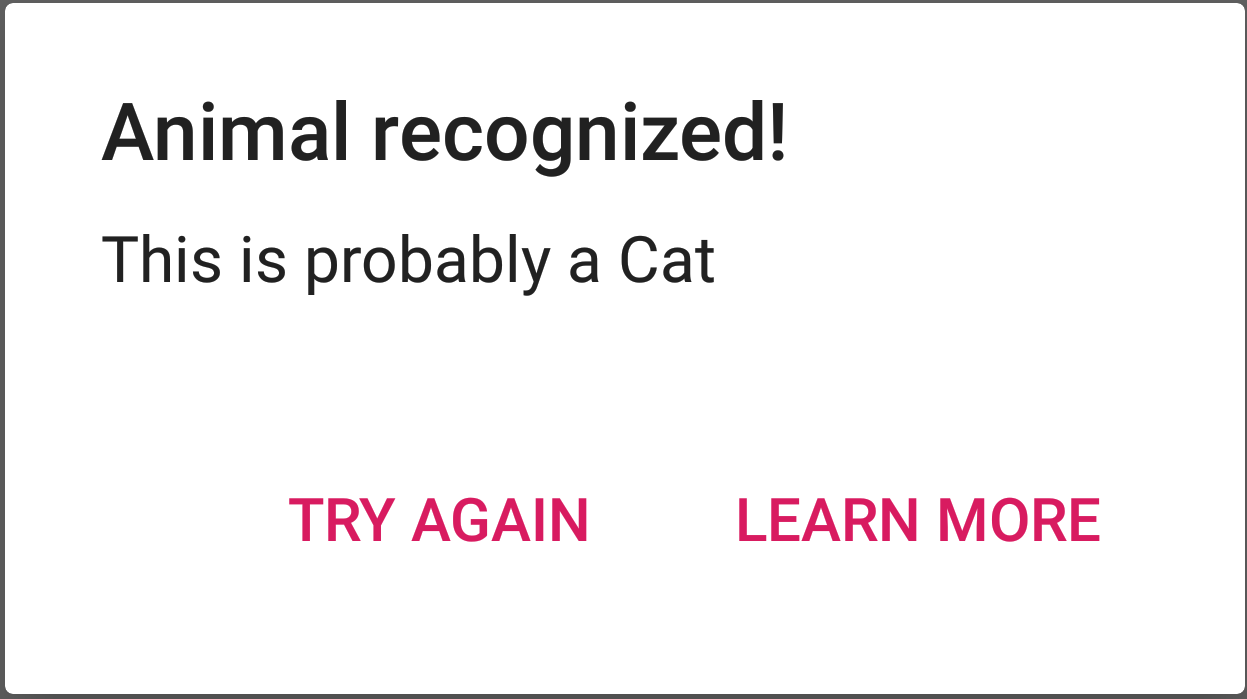 Animal recognized!
This is probably a Cat
TRY AGAIN LEARN MORE